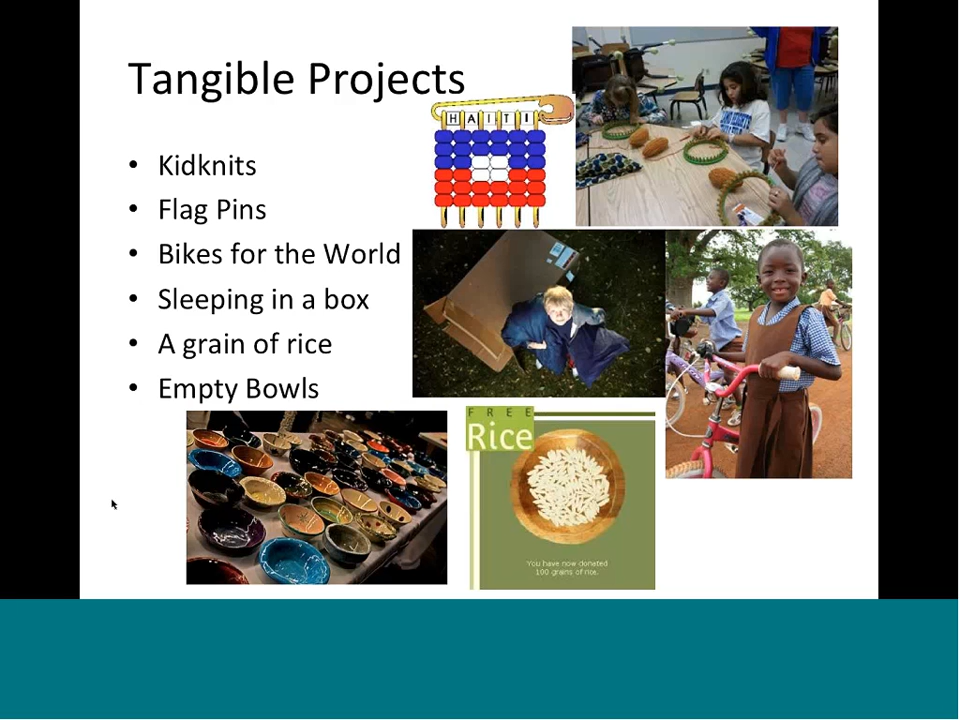 Tangible Projects
HAITI
• Kidknits
• Flag Pins
• Bikes for the World
• Sleeping in a box
• A grain of rice
• Empty Bowls
FREE
Rice
You have now donated
100 grains of rice.